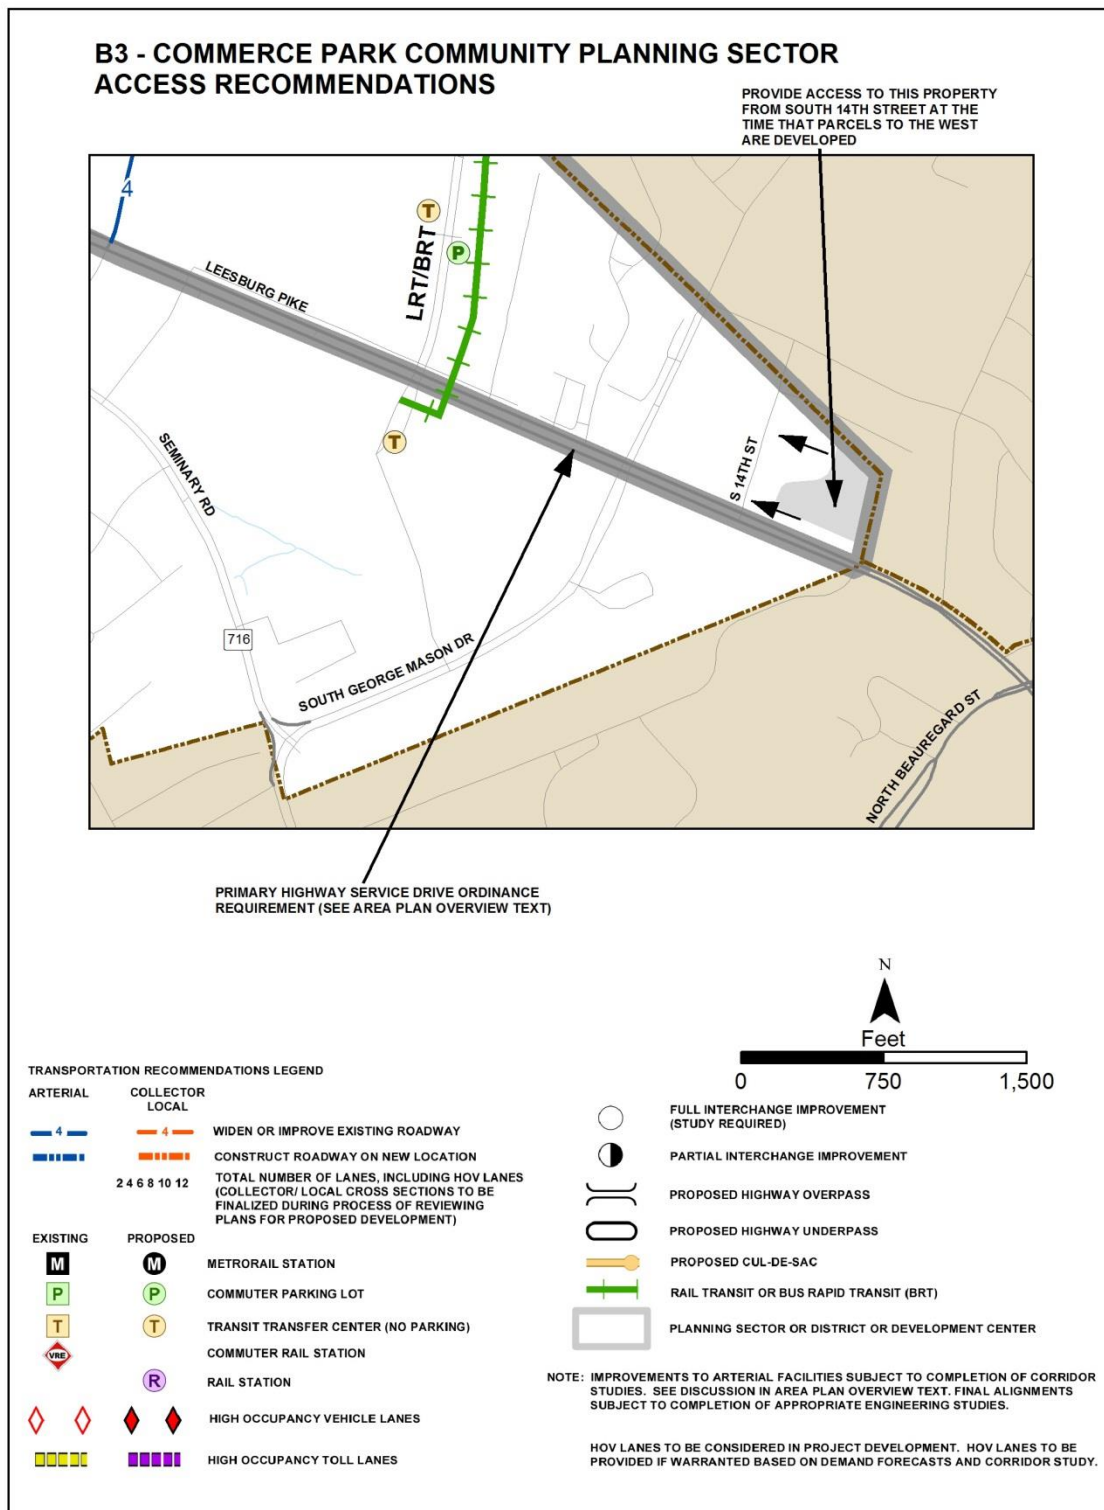 B3 - COMMERCE PARK COMMUNITY PLANNING SECTOR
ACCESS RECOMMENDATIONS
PROVIDE ACCESS TO THIS PROPERTY
FROM SOUTH 14TH STREET AT THE
TIME THAT PARCELS TO THE WEST
ARE DEVELOPED
4
T
P
LRT/BRT
LEESBURG PIKE
T
SEMINARY RD
S 14TH ST
716
SOUTH GEORGE MASON DR
NORTH BEAUREGARD ST
PRIMARY HIGHWAY SERVICE DRIVE ORDINANCE
REQUIREMENT (SEE AREA PLAN OVERVIEW TEXT)
N
Feet
0 750 1,500
TRANSPORTATION RECOMMENDATIONS LEGEND
ARTERIAL COLLECTOR
LOCAL
4 4 WIDEN OR IMPROVE EXISTING ROADWAY
CONSTRUCT ROADWAY ON NEW LOCATION
2 4 6 8 10 12 TOTAL NUMBER OF LANES, INCLUDING HOV LANES
(COLLECTOR/ LOCAL CROSS SECTIONS TO BE
FINALIZED DURING PROCESS OF REVIEWING
PLANS FOR PROPOSED DEVELOPMENT)
EXISTING PROPOSED
M M METRORAIL STATION
P P COMMUTER PARKING LOT
T T TRANSIT TRANSFER CENTER (NO PARKING)
VRE COMMUTER RAIL STATION
R RAIL STATION
HIGH OCCUPANCY VEHICLE LANES
HIGH OCCUPANCY TOLL LANES
FULL INTERCHANGE IMPROVEMENT
(STUDY REQUIRED)
PARTIAL INTERCHANGE IMPROVEMENT
PROPOSED HIGHWAY OVERPASS
PROPOSED HIGHWAY UNDERPASS
PROPOSED CUL-DE-SAC
RAIL TRANSIT OR BUS RAPID TRANSIT (BRT)
PLANNING SECTOR OR DISTRICT OR DEVELOPMENT CENTER
NOTE: IMPROVEMENTS TO ARTERIAL FACILITIES SUBJECT TO COMPLETION OF CORRIDOR
STUDIES. SEE DISCUSSION IN AREA PLAN OVERVIEW TEXT. FINAL ALIGNMENTS
SUBJECT TO COMPLETION OF APPROPRIATE ENGINEERING STUDIES.
HOV LANES TO BE CONSIDERED IN PROJECT DEVELOPMENT. HOV LANES TO BE
PROVIDED IF WARRANTED BASED ON DEMAND FORECASTS AND CORRIDOR STUDY.